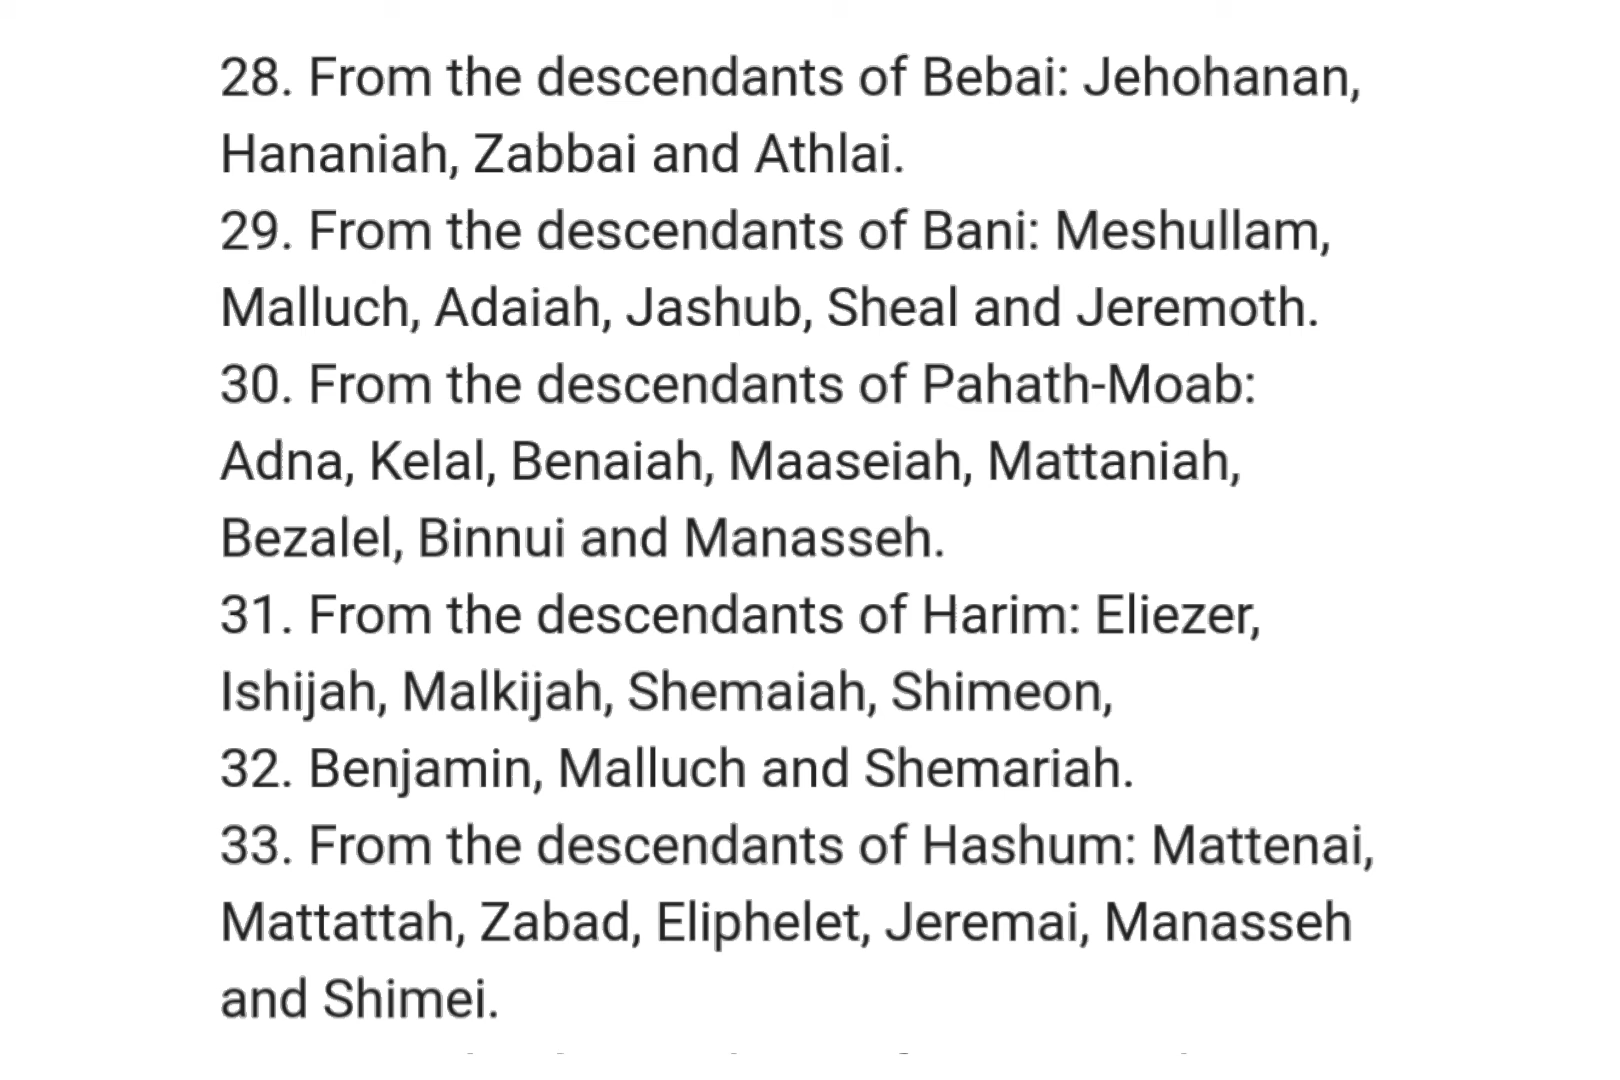 28. From the descendants of Bebai: Jehohanan,
Hananiah, Zabbai and Athlai.
29. From the descendants of Bani: Meshullam,
Malluch, Adaiah, Jashub, Sheal and Jeremoth.
30. From the descendants of Pahath-Moab:
Adna, Kelal, Benaiah, Maaseiah, Mattaniah,
Bezalel, Binnui and Manasseh.
31. From the descendants of Harim: Eliezer,
Ishijah, Malkijah, Shemaiah, Shimeon,
32. Benjamin, Malluch and Shemariah.
33. From the descendants of Hashum: Mattenai,
Mattattah, Zabad, Eliphelet, Jeremai, Manasseh
and Shimei.